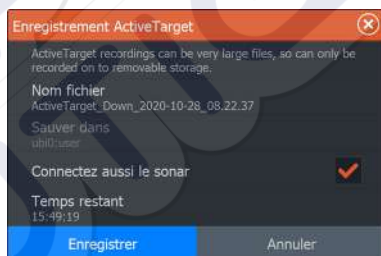 Enregistrement ActiveTarget
ActiveTarget recordings can be very large files, so can only be
recorded on to removable storage.
Nom fichier
ActiveTarget_Down_2020-10-28_08.22.37
Sauver dans
ubi0:user
Connectez aussi le sonar
Temps restant
15:49:19
Enregistrer
Annuler